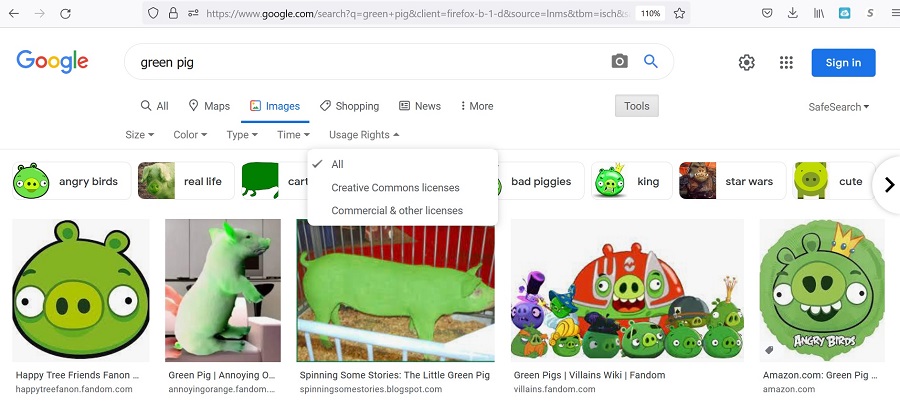 https://www.google.com/search?q=green+pig&client=firefox-b-1-d&source=lnms&tbm=isch&s
110%
S
Google
green pig
Sign in
All
Maps
Images
Shopping
News
More
Tools
SafeSearch
Size
Color
Type
Time
Usage Rights
All
Creative Commons licenses
Commercial & other licenses
angry birds
real life
cart
bad piggies
king
star wars
cute
ANGRY BIRDS
Happy Tree Friends Fanon ...
happytreefanon.fandom.com
Green Pig | Annoying O...
annoyingorange.fandom....
Spinning Some Stories: The Little Green Pig
spinningsomestories.blogspot.com
Green Pigs | Villains Wiki | Fandom
villains.fandom.com
Amazon.com: Green Pig ...
amazon.com